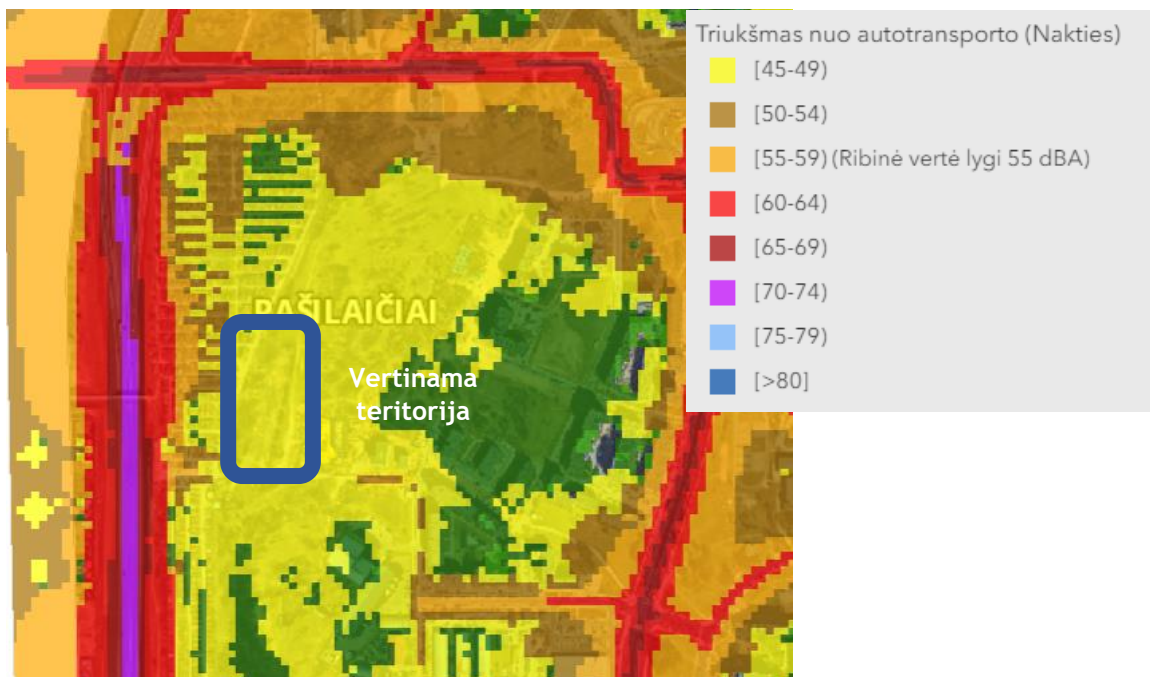 PAŠILAIČIAI
Vertinama
teritorija
Triukšmas nuo autotransporto (Nakties)
[45-49)
[50-54)
[55-59) (Ribinė vertė lygi 55 dBA)
[60-64)
[65-69)
[70-74)
[75-79)
[>80]